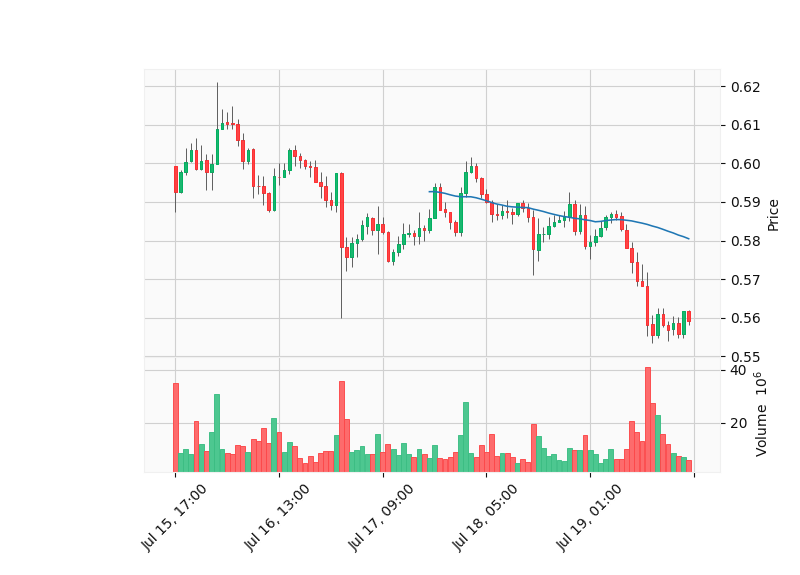 0.62
0.61
0.60
0.59
0.58
0.57
0.56
0.55
Price
40
20
Volume 10⁶
Jul 15, 17:00
Jul 16, 13:00
Jul 17, 09:00
Jul 18, 05:00
Jul 19, 01:00